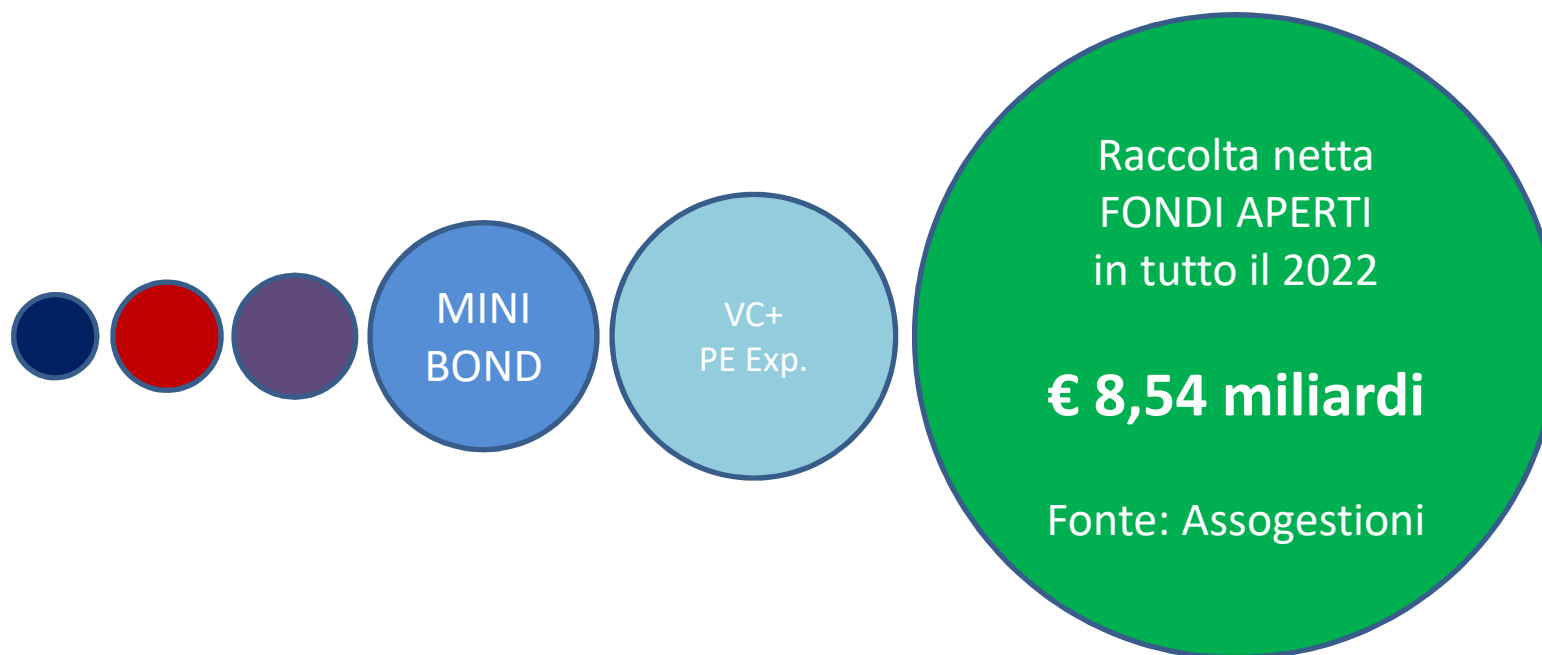 MINI
BOND
VC+
PE Exp.
Raccolta netta
FONDI APERTI
in tutto il 2022
€ 8,54 miliardi
Fonte: Assogestioni